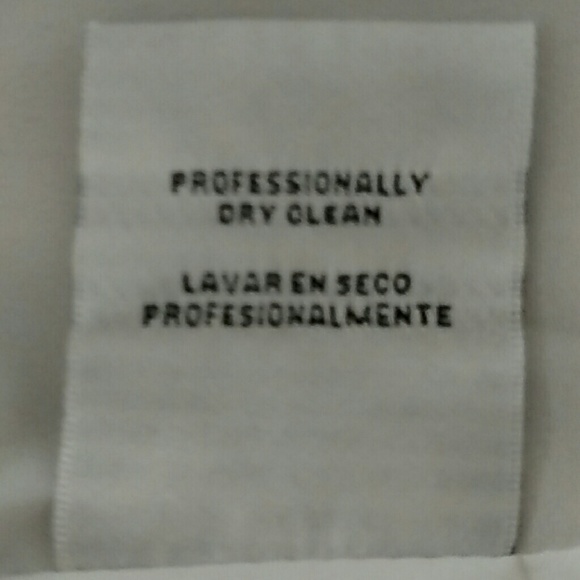 PROFESSIONALLY
DRY CLEAN
LAVAR EN SECO
PROFESIONALMENTE